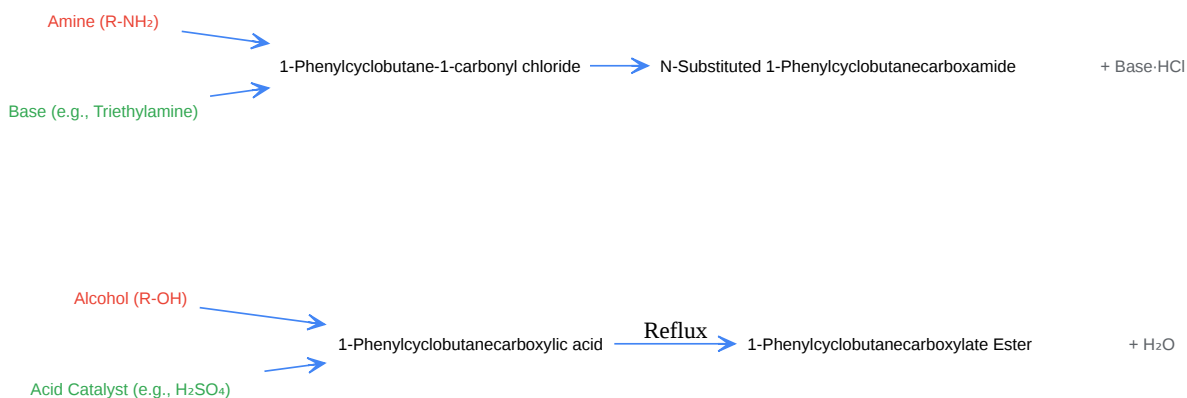 Amine (R-NH₂)
1-Phenylcyclobutane-1-carbonyl chloride
N-Substituted 1-Phenylcyclobutanecarboxamide
+ Base·HCl
Base (e.g., Triethylamine)
Alcohol (R-OH)
Reflux
1-Phenylcyclobutanecarboxylic acid
1-Phenylcyclobutanecarboxylate Ester
+ H₂O
Acid Catalyst (e.g., H₂SO₄)